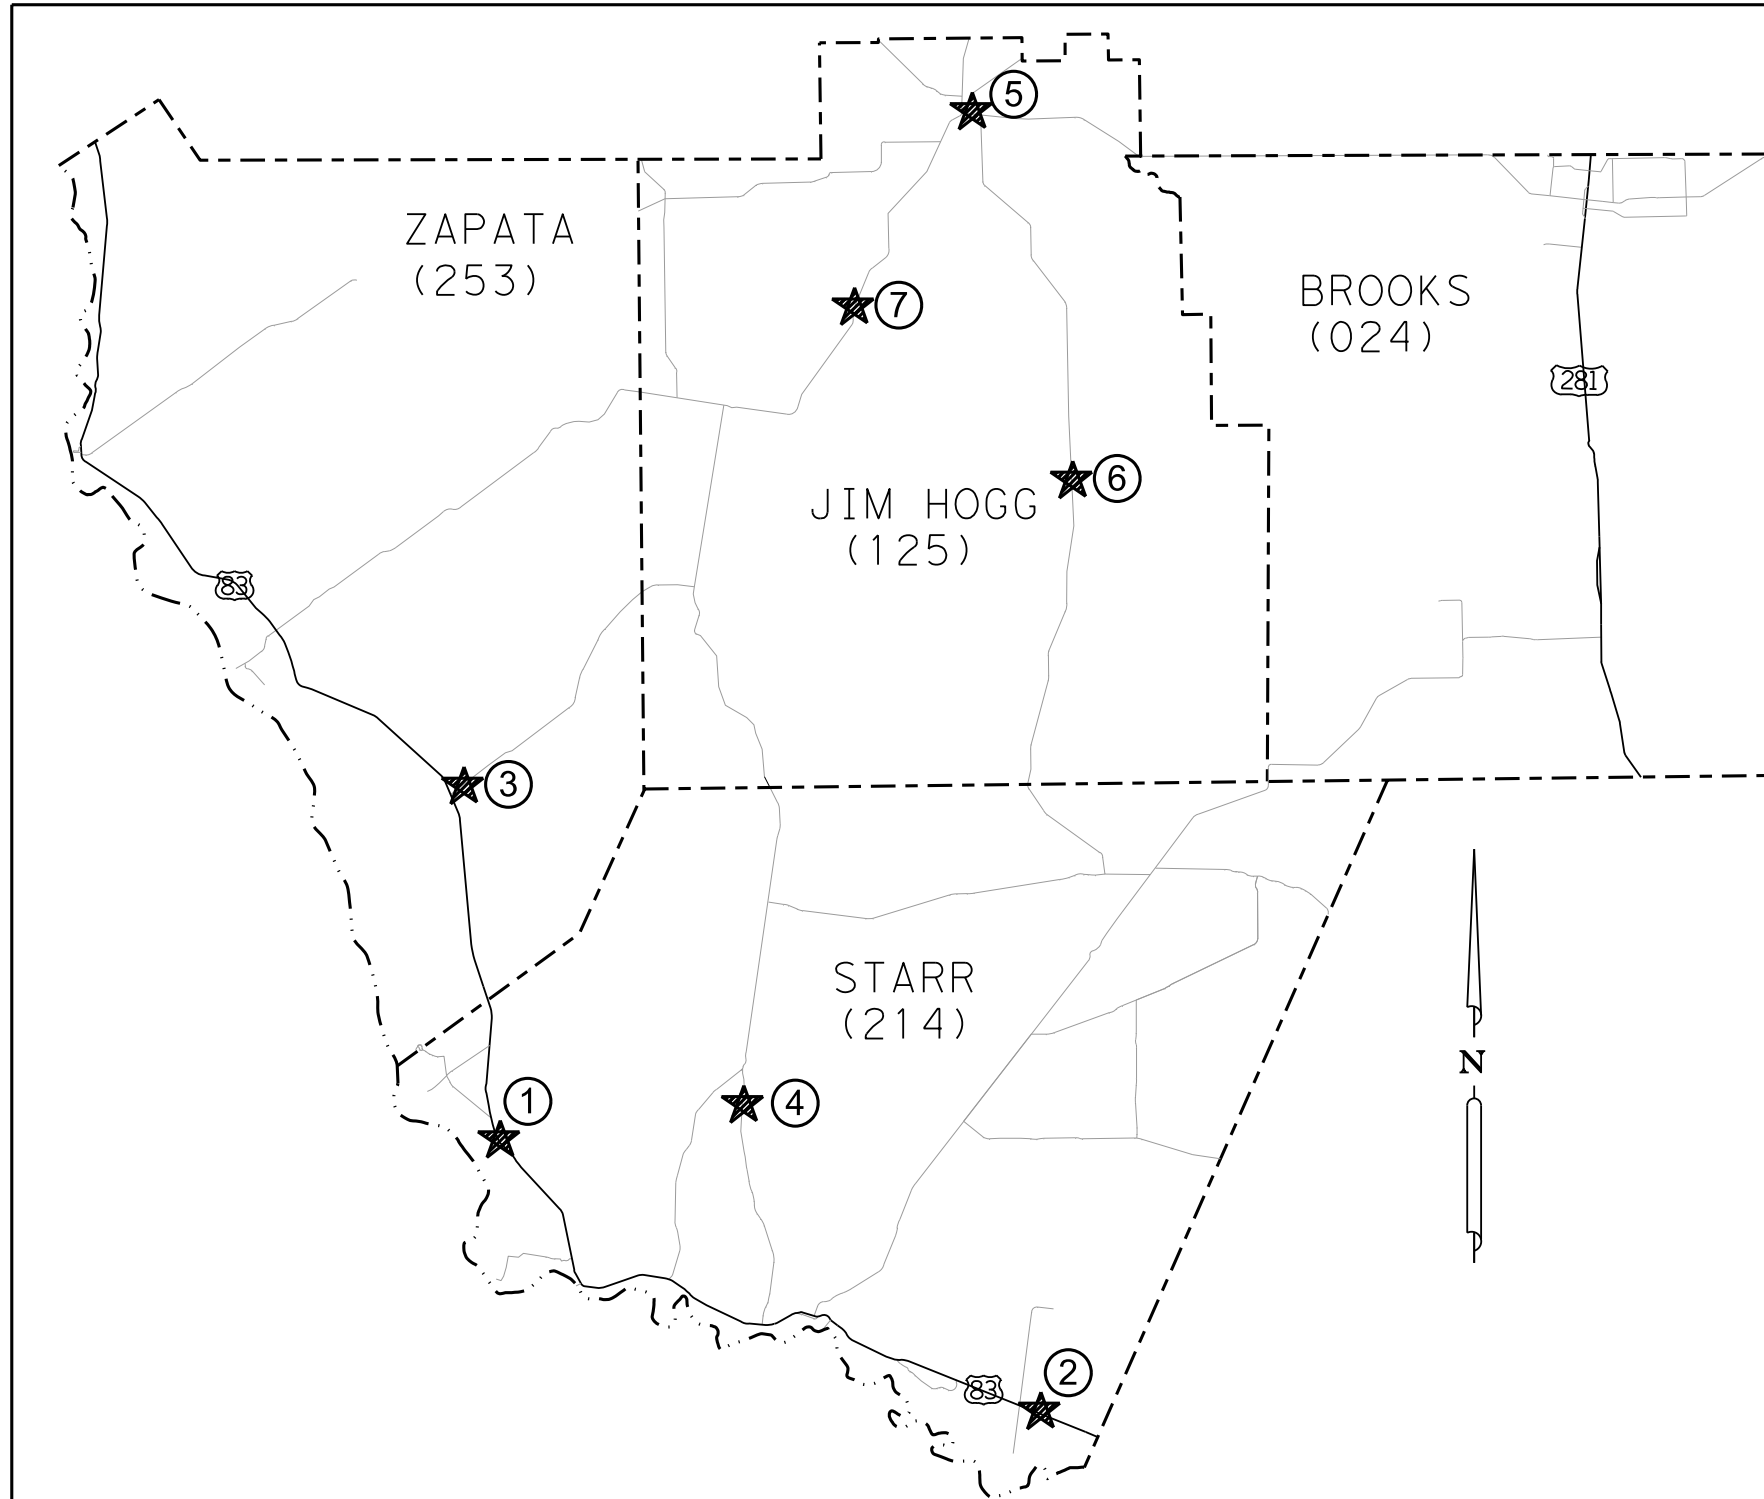 5
ZAPATA
(253)
7
BROOKS
(024)
281
6
JIM HOGG
(125)
83
3
STARR
(214)
N
1
4
2
83